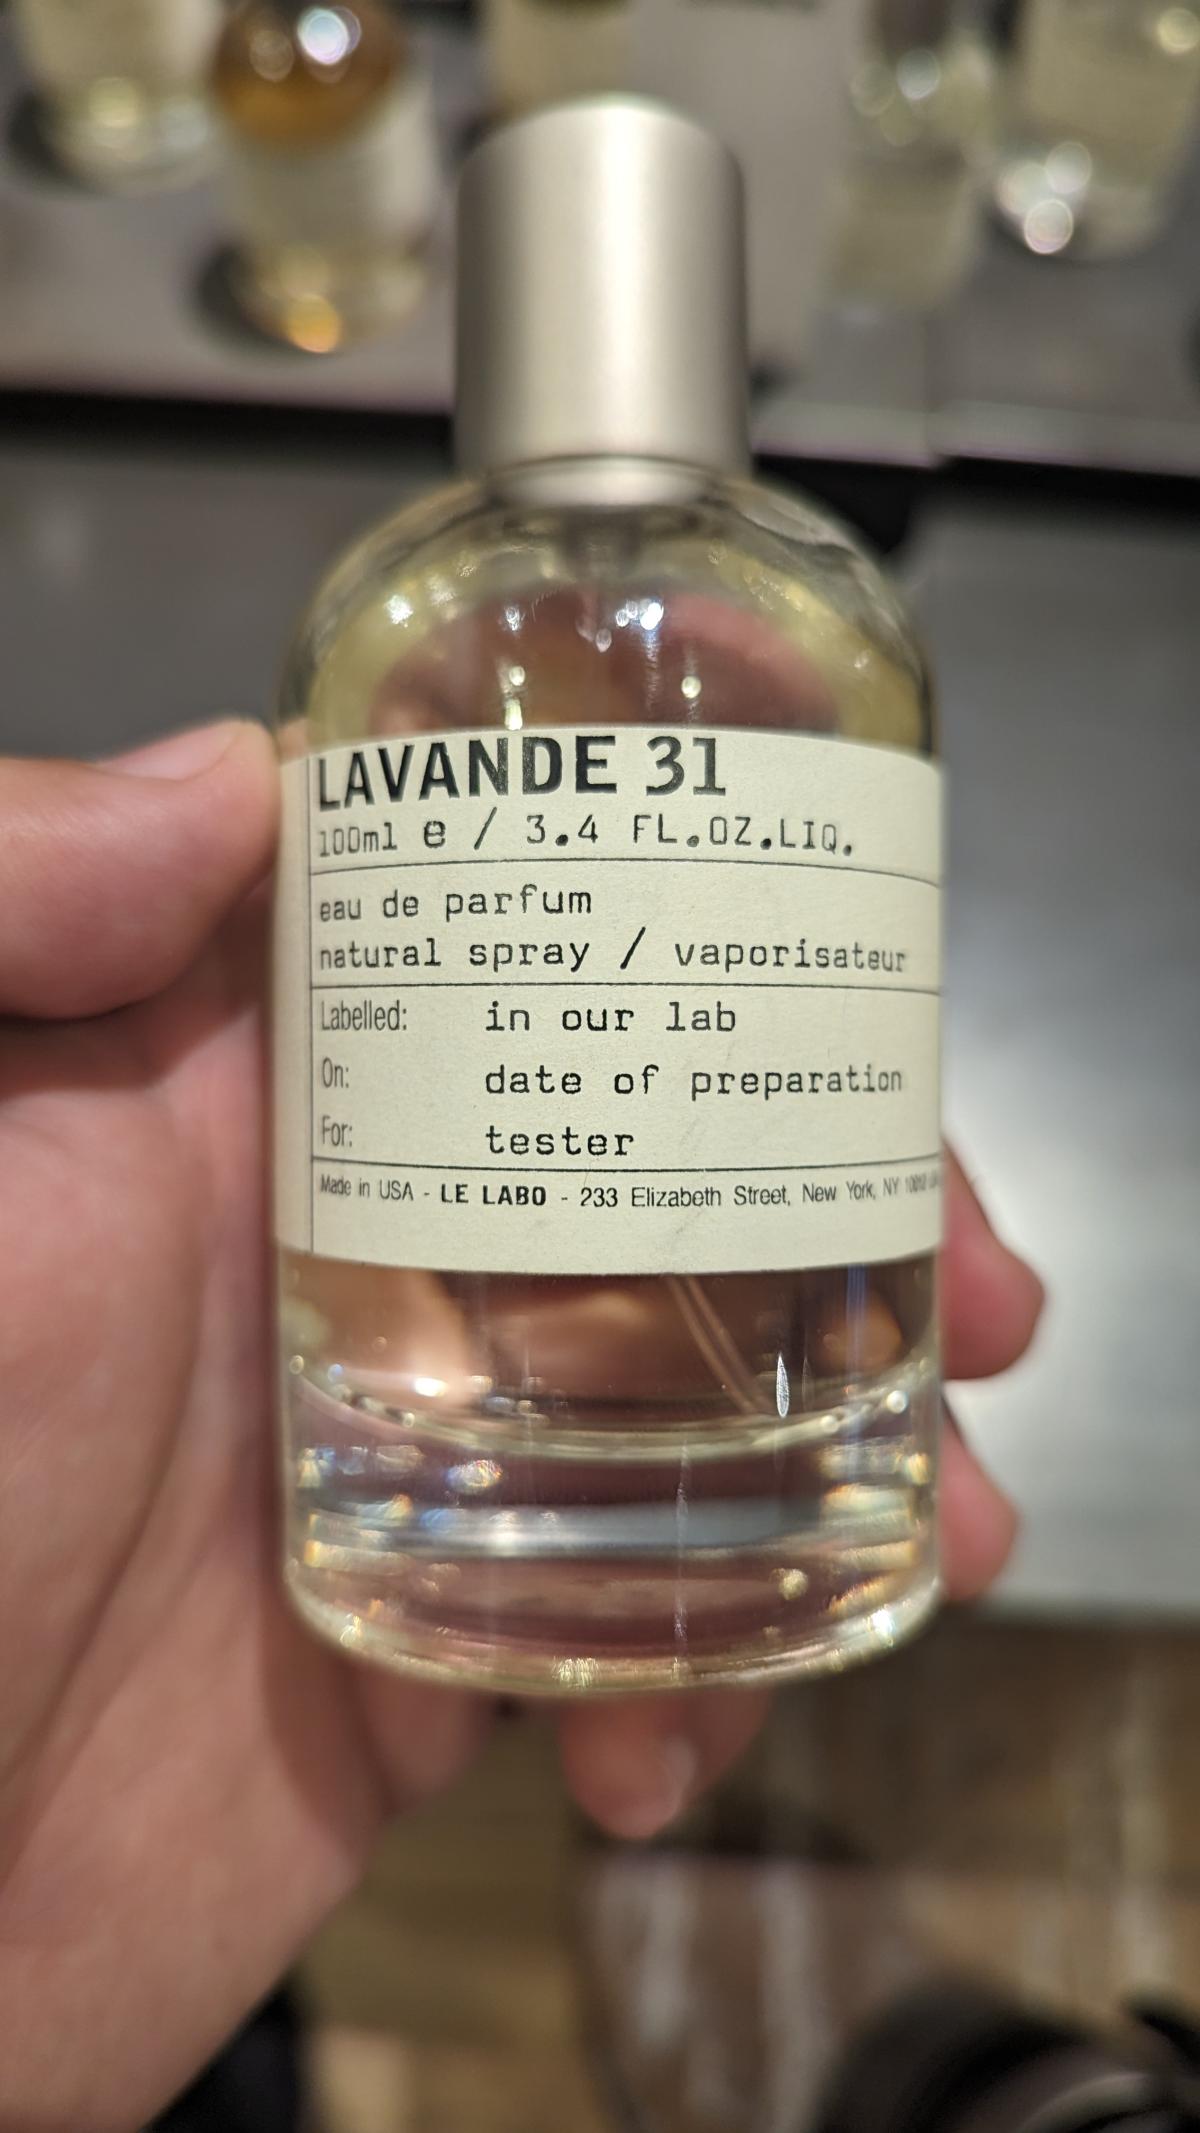 LAVANDE 31
100ml e / 3.4 FL.OZ.LIQ.
eau de parfum
natural spray / vaporisateur
Labelled: in our lab
On: date of preparation
For: tester
Made in USA - LE LABO - 233 Elizabeth Street, New York, NY